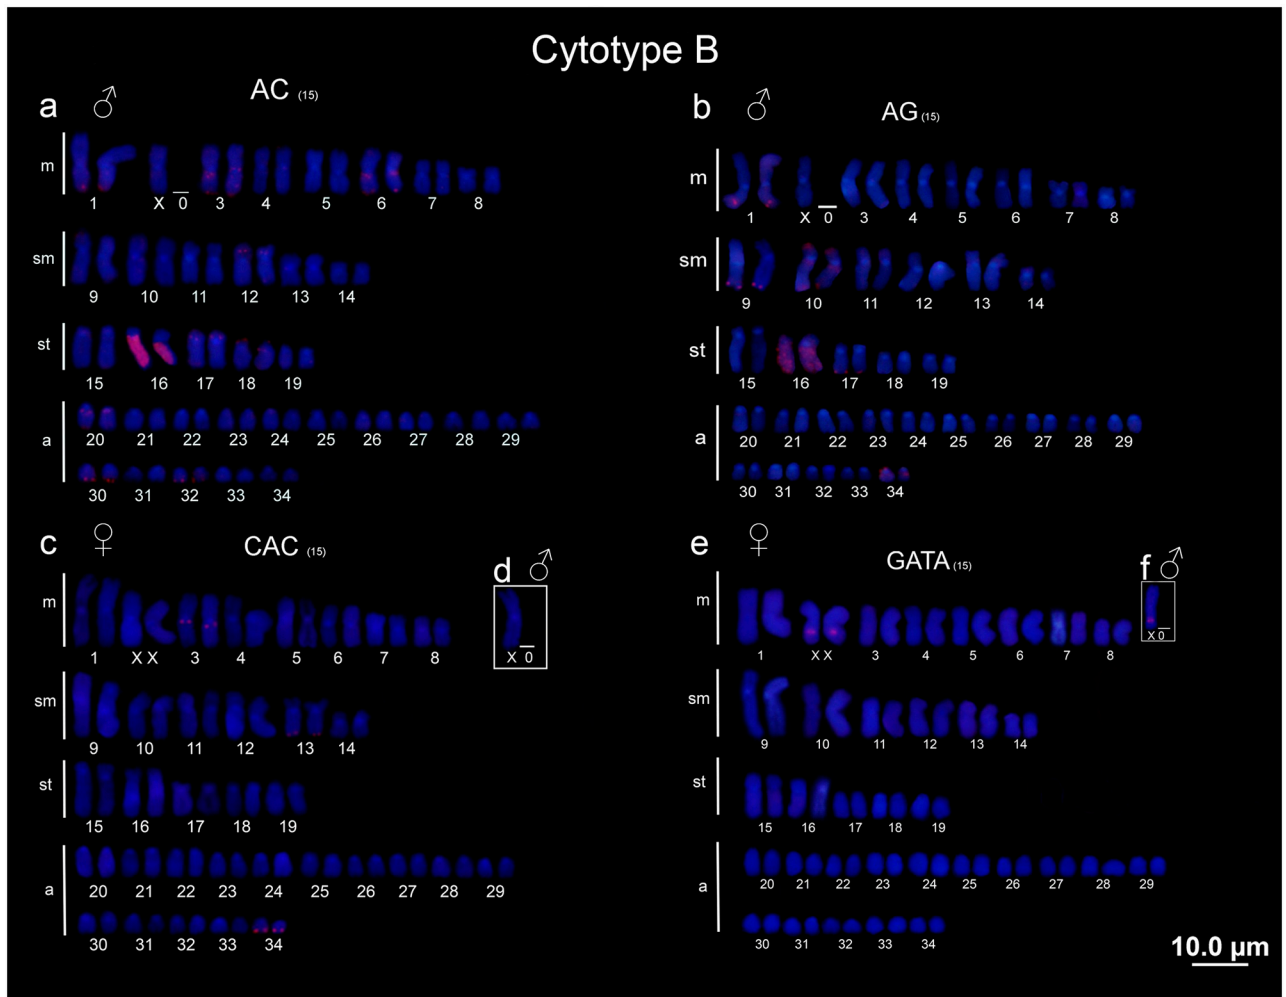 Cytotype B
a ♂ AC (15)
m
1 X 0 3 4 5 6 7 8
sm
9 10 11 12 13 14
st
15 16 17 18 19
a
20 21 22 23 24 25 26 27 28 29
30 31 32 33 34
b ♂ AG (15)
m
1 X 0 3 4 5 6 7 8
sm
9 10 11 12 13 14
st
15 16 17 18 19
a
20 21 22 23 24 25 26 27 28 29
30 31 32 33 34
c ♀ CAC (15)
m
1 X X 3 4 5 6 7 8
sm
9 10 11 12 13 14
st
15 16 17 18 19
a
20 21 22 23 24 25 26 27 28 29
30 31 32 33 34
d ♂
X 0
e ♀ GATA (15)
m
1 X X 3 4 5 6 7 8
sm
9 10 11 12 13 14
st
15 16 17 18 19
a
20 21 22 23 24 25 26 27 28 29
30 31 32 33 34
f ♂
X 0
10.0 µm